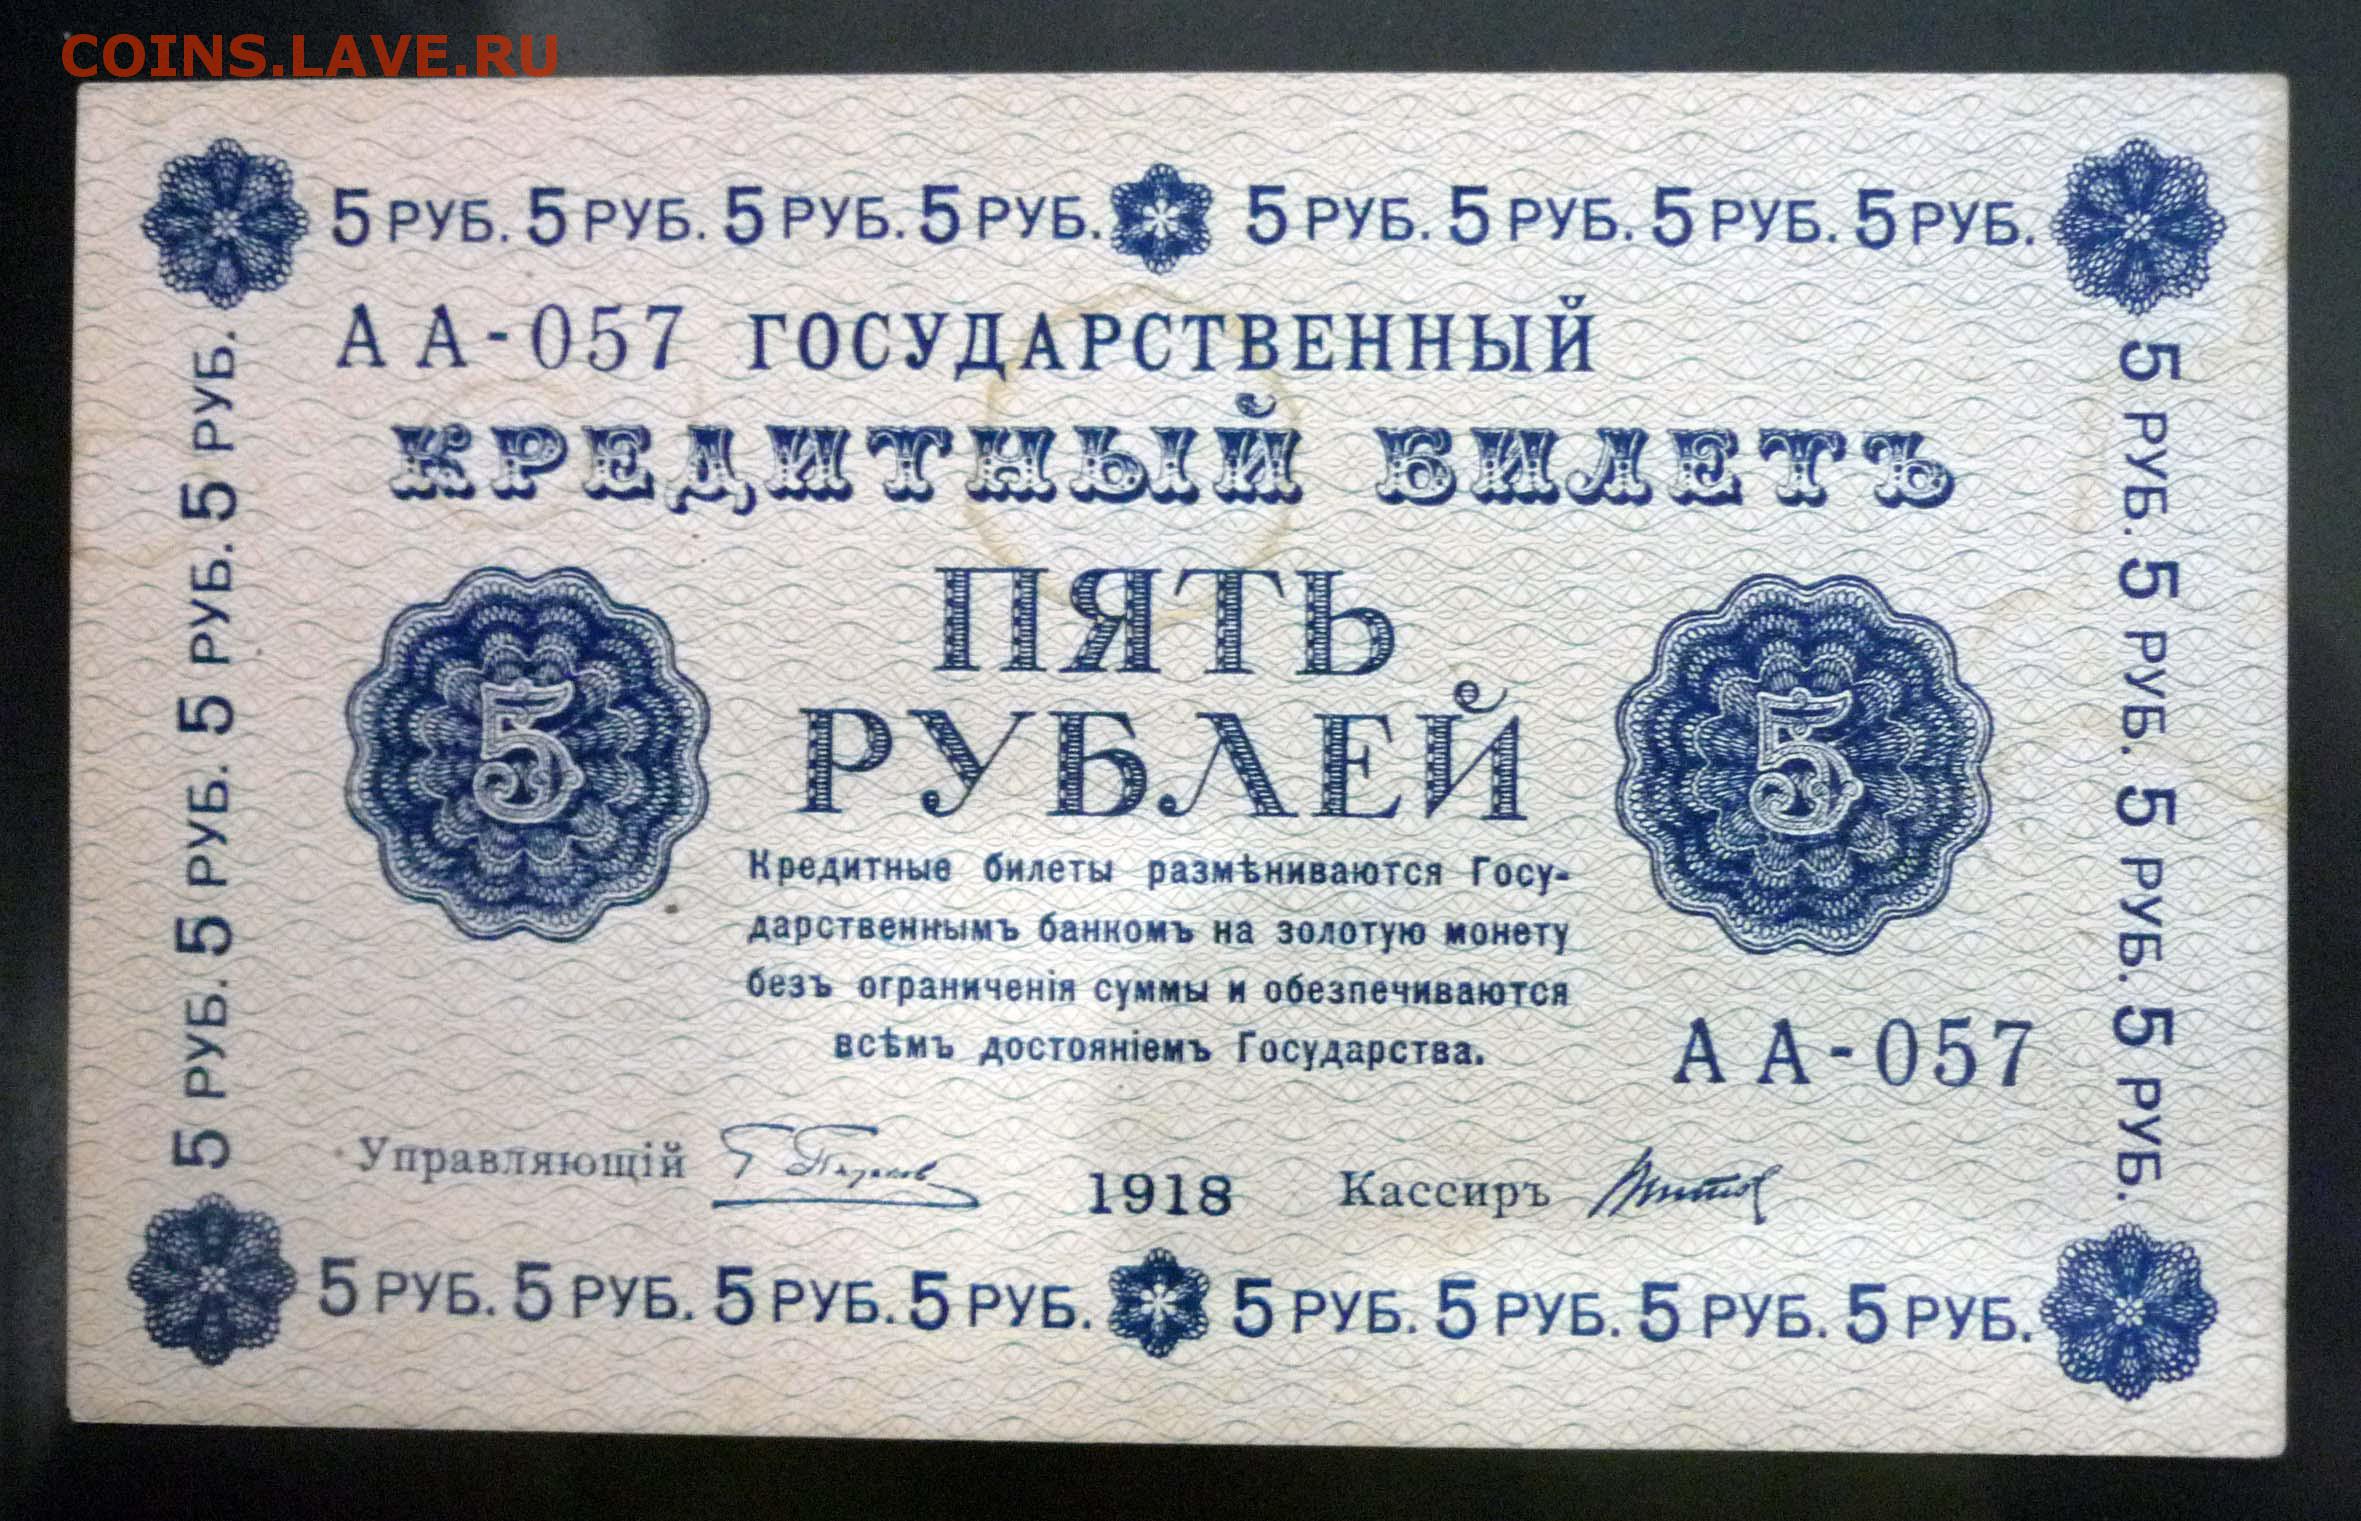 COINS.LAVE.RU
5 РУБ. 5 РУБ. 5 РУБ. 5 РУБ. 5 РУБ. 5 РУБ. 5 РУБ. 5 РУБ.
АА-057 ГОСУДАРСТВЕННЫЙ
КРЕДИТНЫЙ БИЛЕТЪ
ПЯТЬ
РУБЛЕЙ
5
5
Кредитные билеты размѣниваются Госу-
дарственнымъ банкомъ на золотую монету
безъ ограниченія суммы и обезпечиваются
всѣмъ достояніемъ Государства.
АА-057
Управляющій
1918
Кассиръ
5 РУБ. 5 РУБ. 5 РУБ. 5 РУБ.
5 РУБ. 5 РУБ. 5 РУБ. 5 РУБ.
5 РУБ. 5 РУБ. 5 РУБ. 5 РУБ. 5 РУБ. 5 РУБ. 5 РУБ. 5 РУБ.